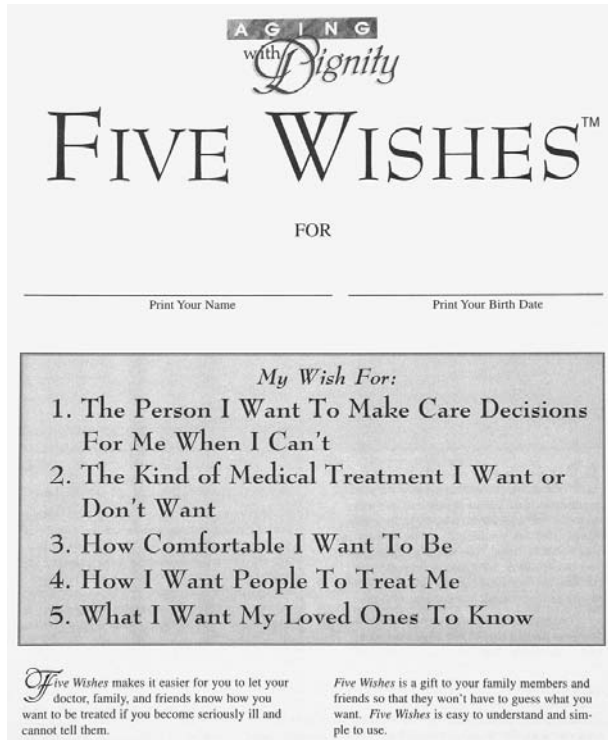 AGING
with Dignity
FIVE WISHES™
FOR
Print Your Name
Print Your Birth Date
My Wish For:
1. The Person I Want To Make Care Decisions
For Me When I Can't
2. The Kind of Medical Treatment I Want or
Don't Want
3. How Comfortable I Want To Be
4. How I Want People To Treat Me
5. What I Want My Loved Ones To Know
Five Wishes makes it easier for you to let your
doctor, family, and friends know how you
want to be treated if you become seriously ill and
cannot tell them.
Five Wishes is a gift to your family members and
friends so that they won't have to guess what you
want. Five Wishes is easy to understand and sim-
ple to use.